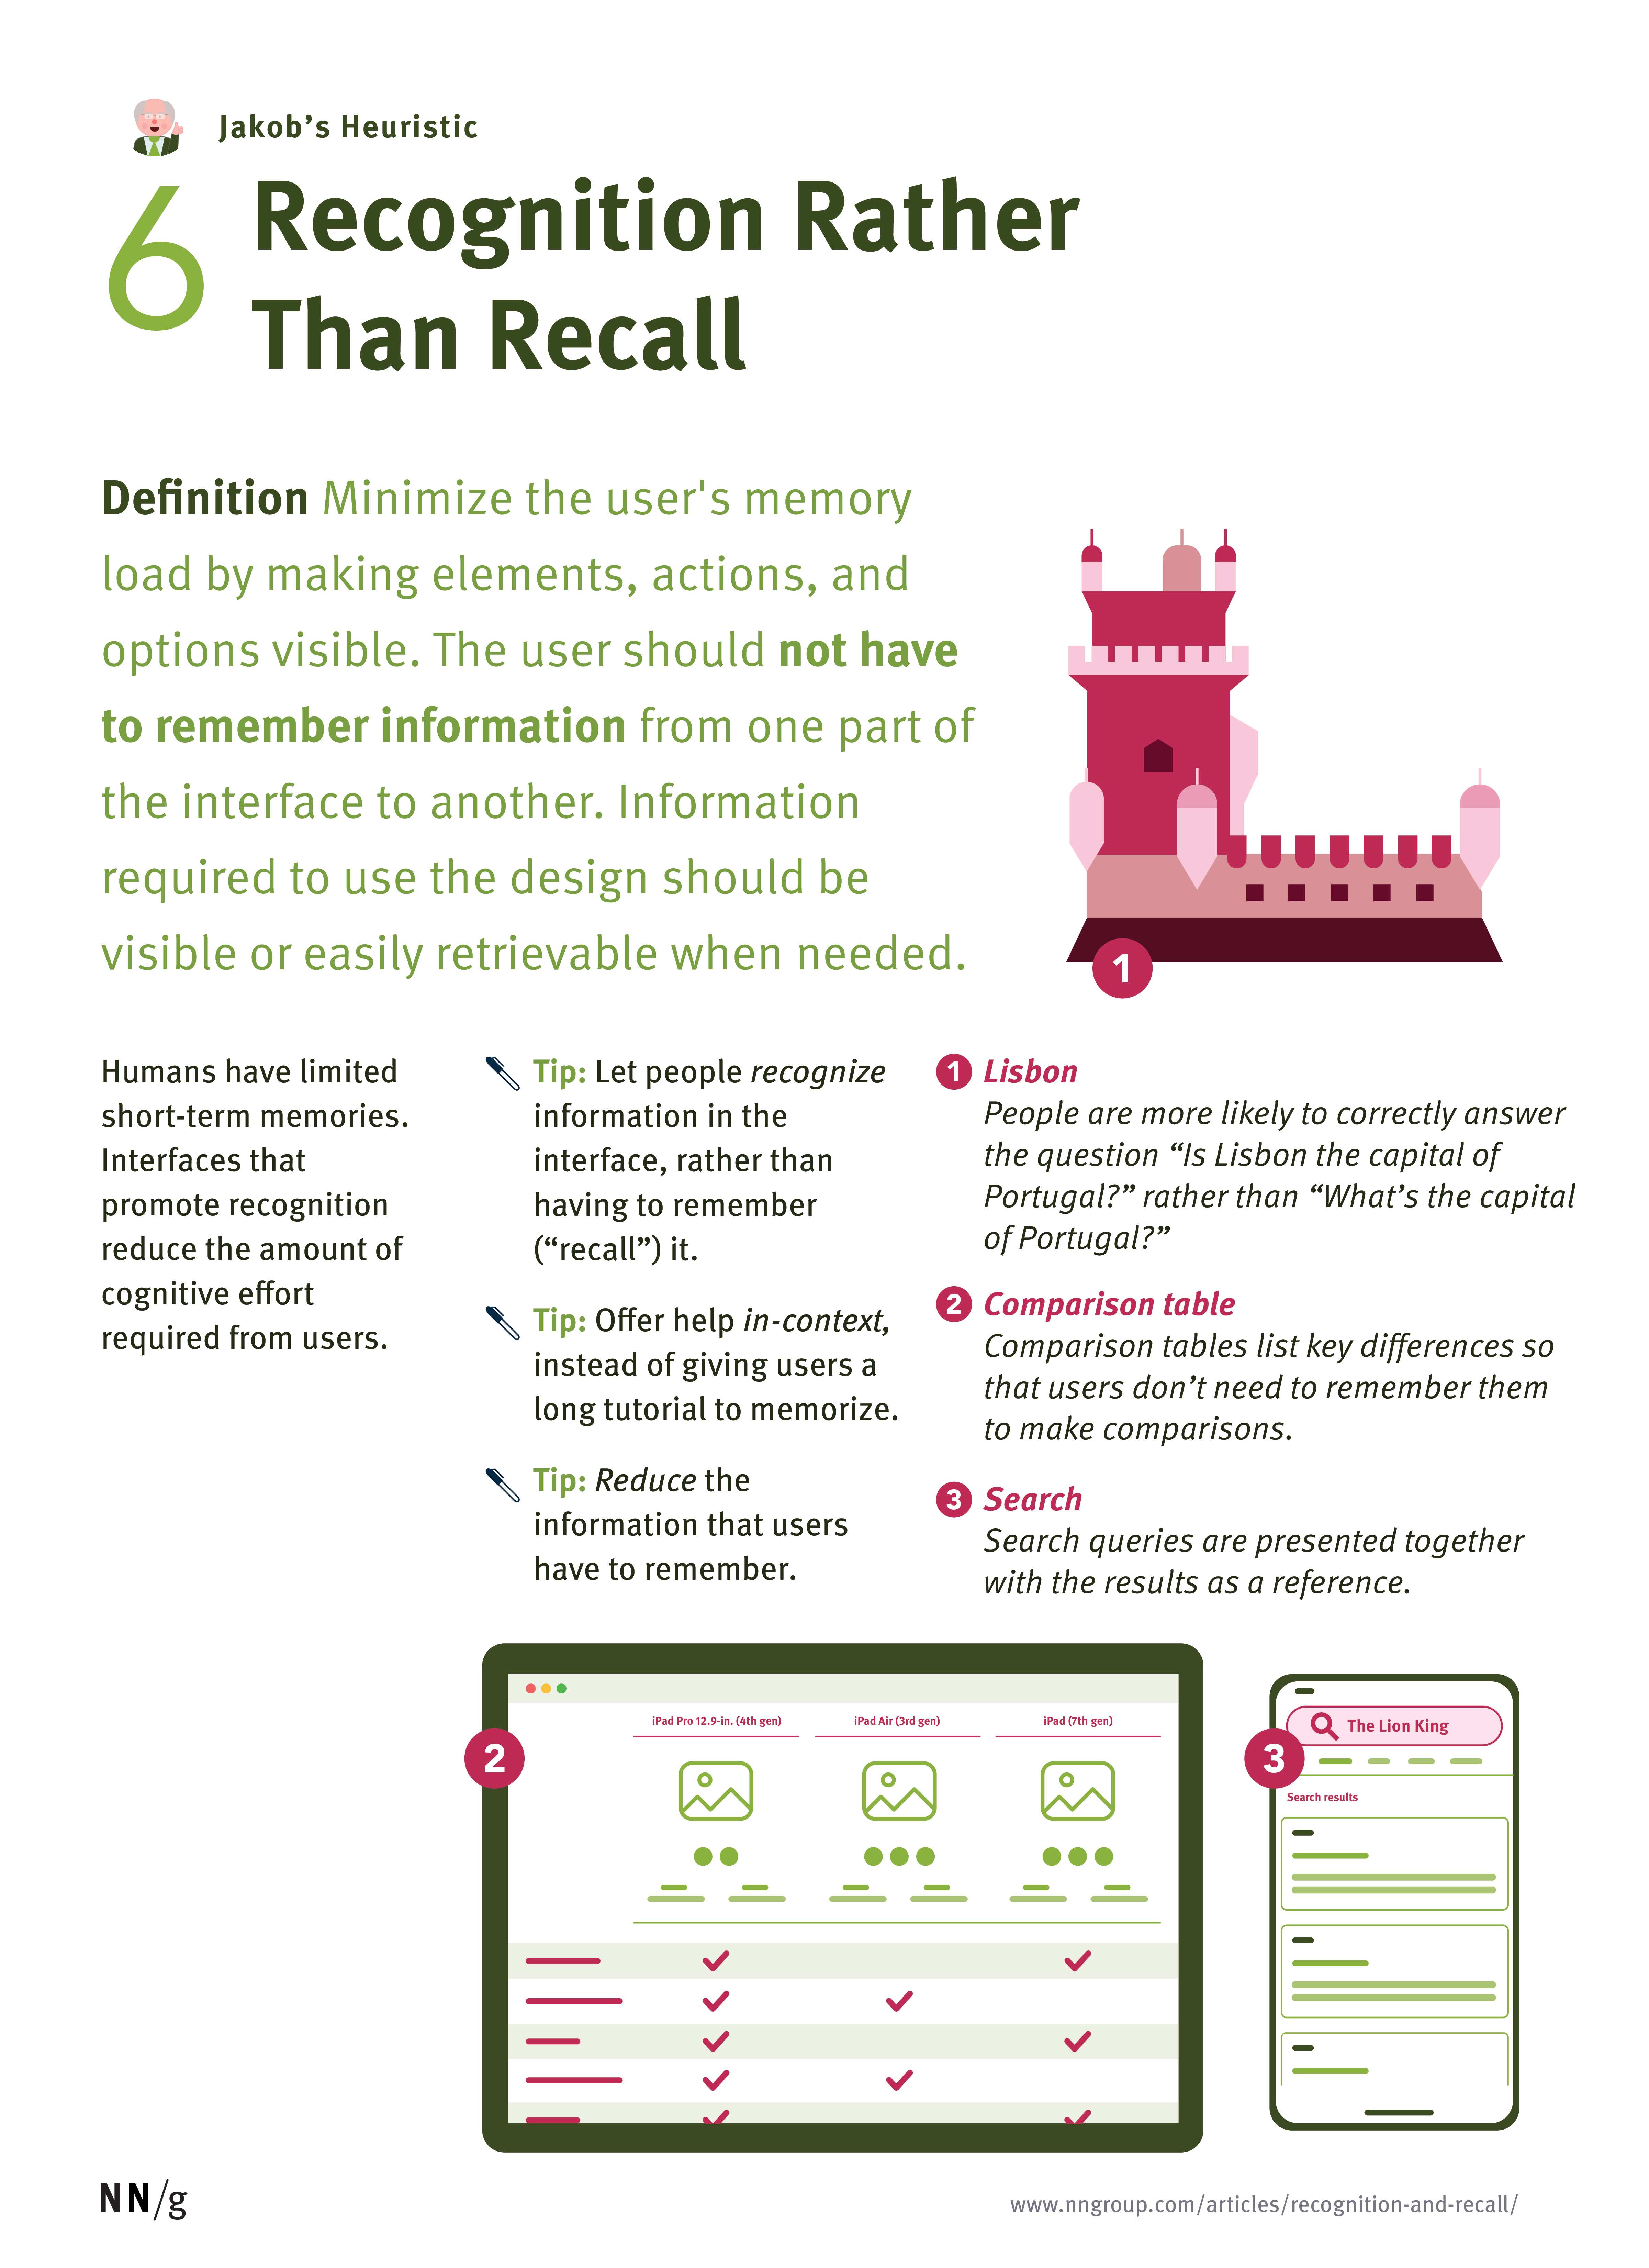 Jakob's Heuristic
6
Recognition Rather
Than Recall
Definition Minimize the user's memory
load by making elements, actions, and
options visible. The user should not have
to remember information from one part of
the interface to another. Information
required to use the design should be
visible or easily retrievable when needed.
1
Humans have limited
short-term memories.
Interfaces that
promote recognition
reduce the amount of
cognitive effort
required from users.
Tip: Let people recognize
information in the
interface, rather than
having to remember
(“recall”) it.
Tip: Offer help in-context,
instead of giving users a
long tutorial to memorize.
Tip: Reduce the
information that users
have to remember.
1 Lisbon
People are more likely to correctly answer
the question “Is Lisbon the capital of
Portugal?” rather than “What’s the capital
of Portugal?”
2 Comparison table
Comparison tables list key differences so
that users don’t need to remember them
to make comparisons.
3 Search
Search queries are presented together
with the results as a reference.
2
iPad Pro 12.9-in. (4th gen) iPad Air (3rd gen) iPad (7th gen)
3
The Lion King
Search results
NN/g
www.nngroup.com/articles/recognition-and-recall/